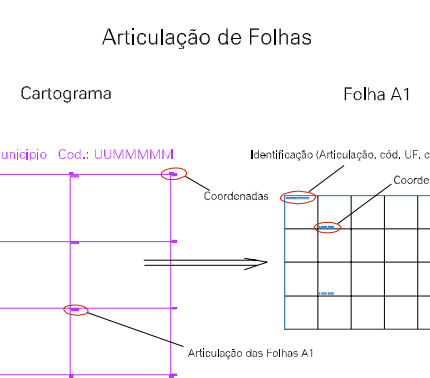 Articulação de Folhas
Cartograma
Folha A1
unicípio Cod.: UUMMMMM
Identificação (Articulação, cód. UF, c
Coorde
Coordenadas
Articulação das Folhas A1